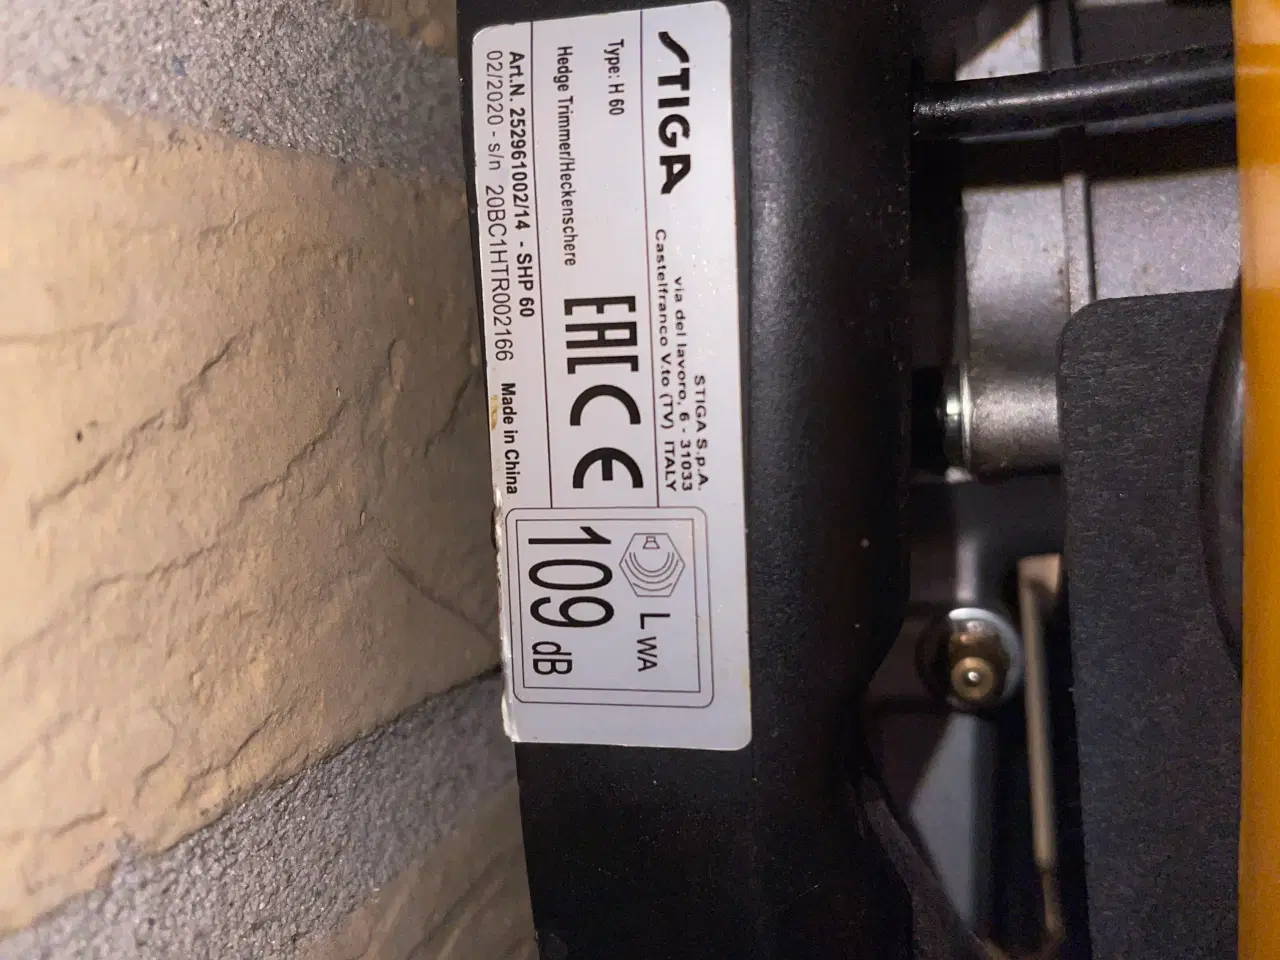 STIGA
STIGA S.p.A.
via del lavoro, 6 - 31033
Castelfranco V.to (TV) ITALY
Type: H 60
Hedge Trimmer/Heckenschere
EAC CE
Art.N. 252961002/14 - SHP 60
02/2020 - s/n 20BC1HTR002166 Made in China
LWA
109 dB